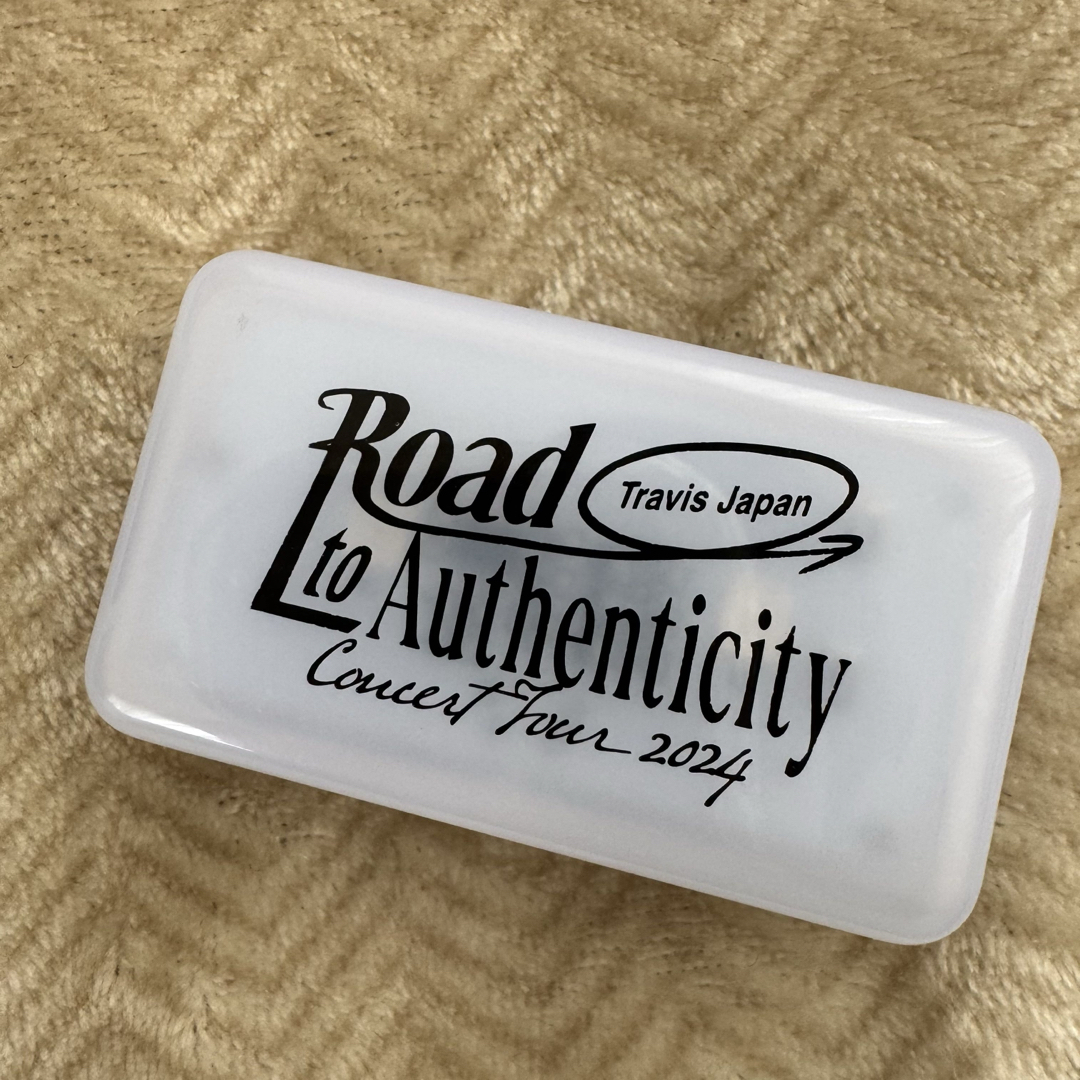 Road
Travis Japan
to Authenticity
Concert Tour 2024